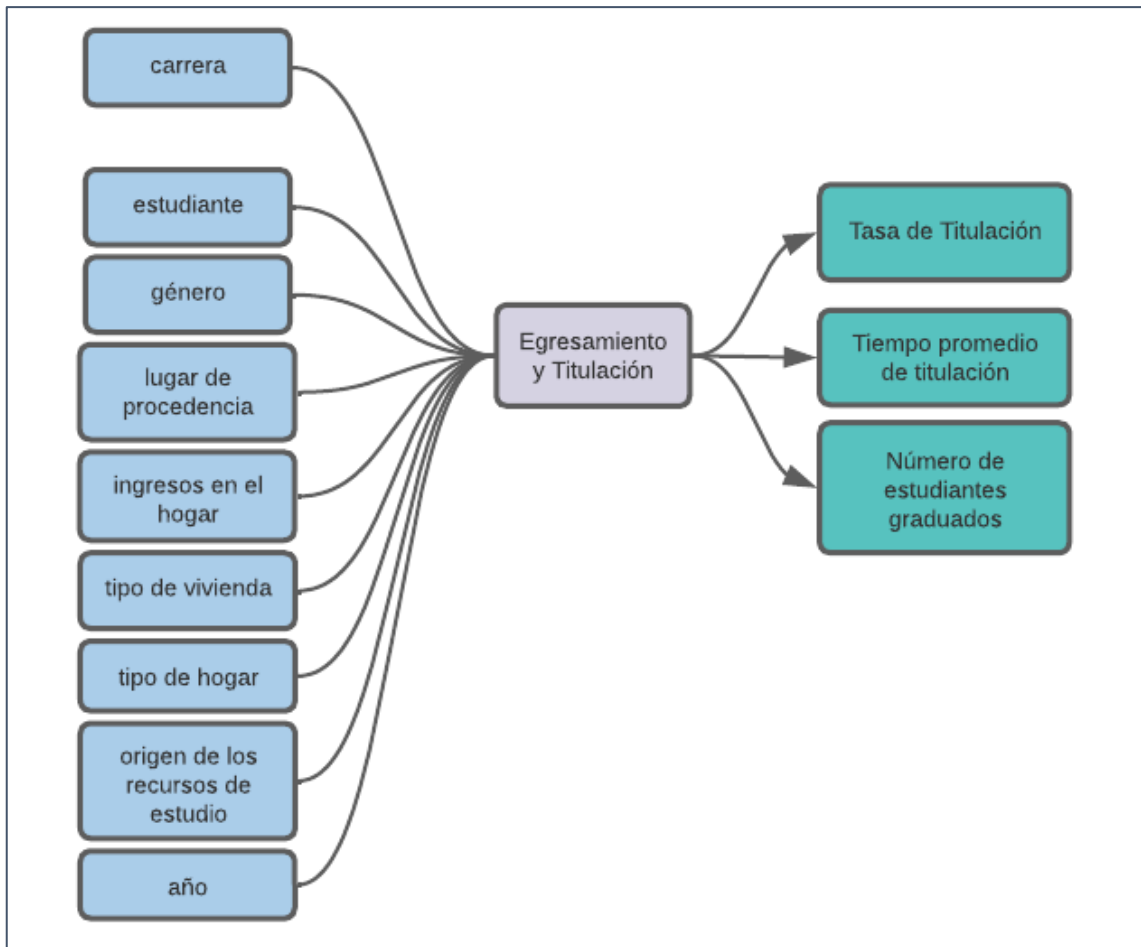 carrera
estudiante
género
lugar de
procedencia
ingresos en el
hogar
tipo de vivienda
tipo de hogar
origen de los
recursos de
estudio
año
Egresamiento
y Titulación
Tasa de Titulación
Tiempo promedio
de titulación
Número de
estudiantes
graduados